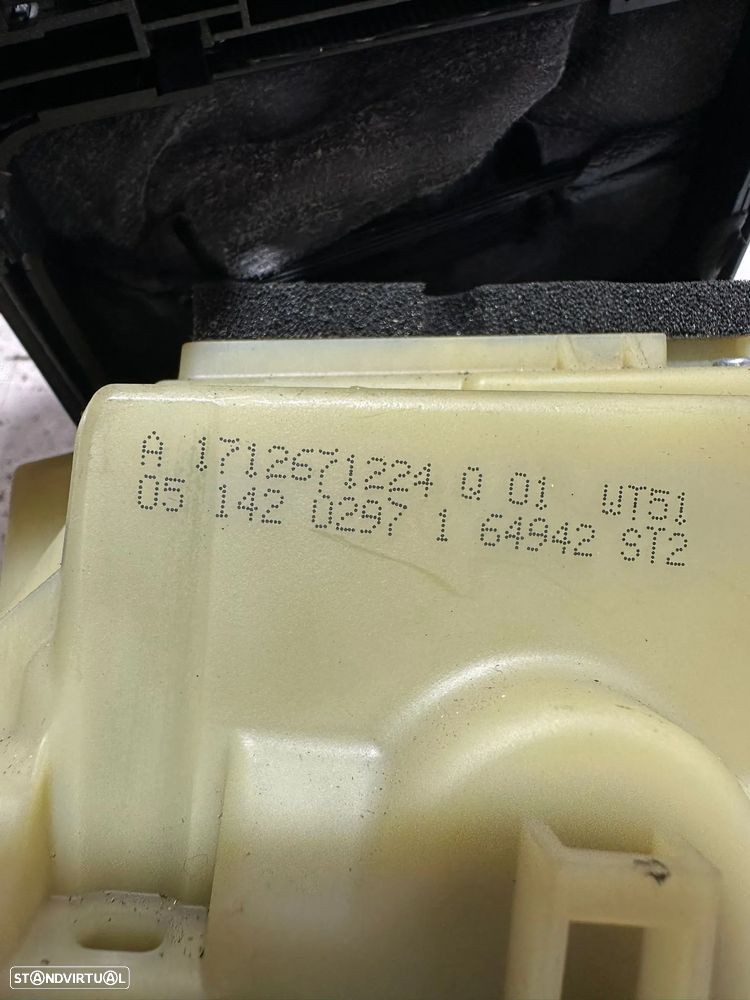 A 1712671224 Q 01 WT51
05 142 0297 1 64942 ST2
STANDVIRTUAL